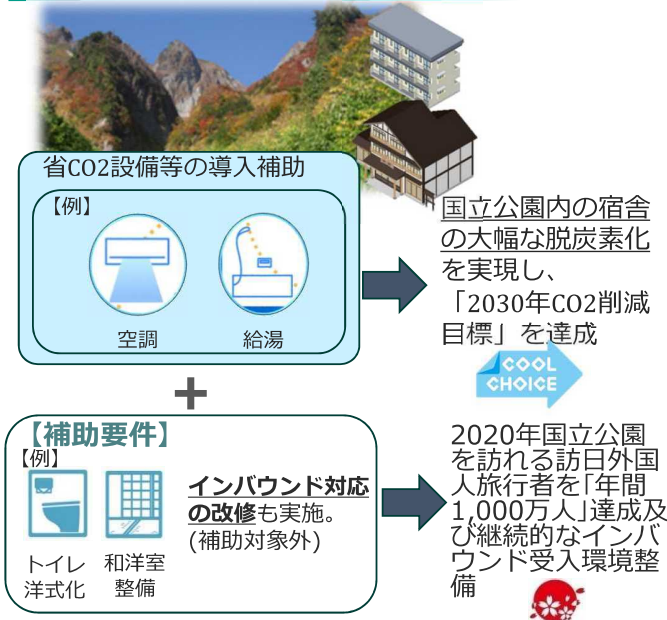 省CO2設備等の導入補助
【例】
空調
給湯
国立公園内の宿舎
の大幅な脱炭素化
を実現し、
「2030年CO2削減
目標」を達成
COOL
CHOICE
+
【補助要件】
【例】
トイレ
洋式化
和洋室
整備
インバウンド対応
の改修も実施。
(補助対象外)
2020年国立公園
を訪れる訪日外国
人旅行者を｢年間
1,000万人｣達成及
び継続的なインバ
ウンド受入環境整
備